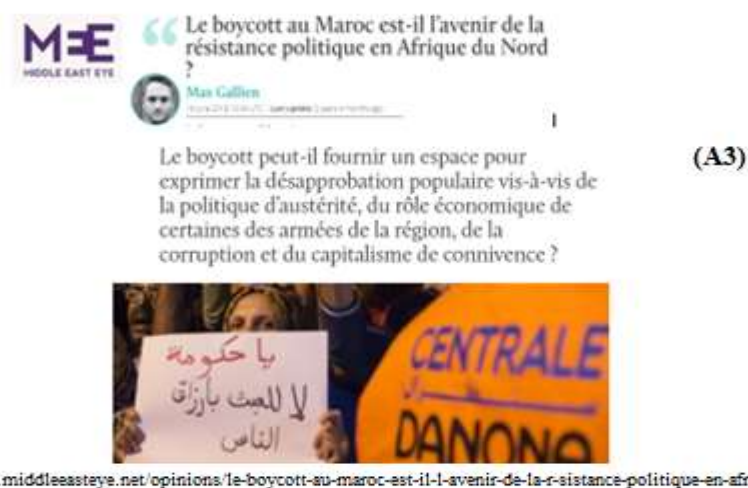 MEE
MIDDLE EAST EYE
“ Le boycott au Maroc est-il l'avenir de la
résistance politique en Afrique du Nord
?
Max Gallien
(A3)
Le boycott peut-il fournir un espace pour
exprimer la désapprobation populaire vis-à-vis de
la politique d'austérité, du rôle économique de
certaines des armées de la région, de la
corruption et du capitalisme de connivence ?
يا حكومة
لا للعبث بأرزاق
الناس
CENTRALE
DANONE
middleeasteye.net/opinions/le-boycott-au-maroc-est-il-l-avenir-de-la-r-sistance-politique-en-afr